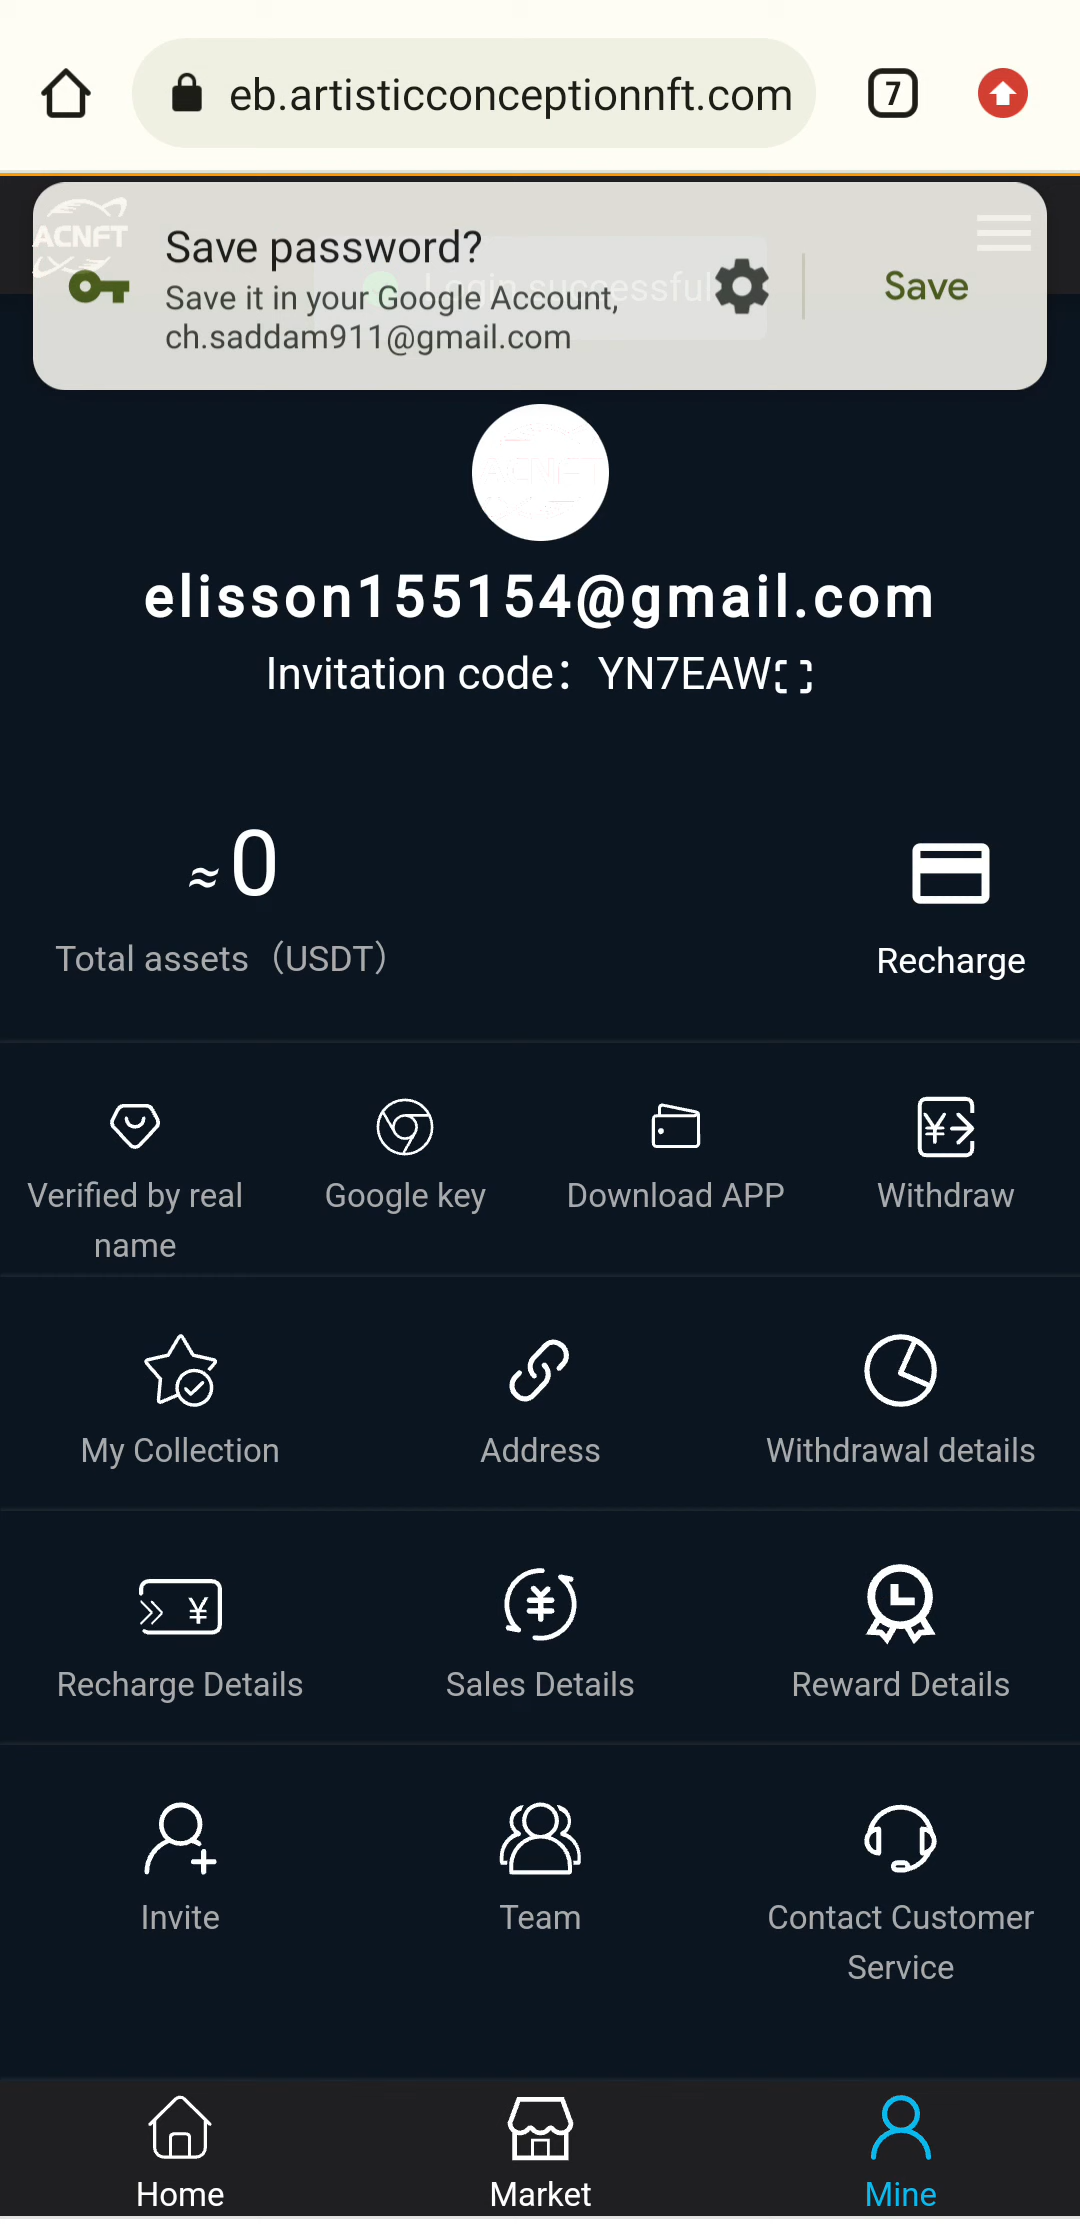 eb.artisticconceptionnft.com
7
ACNFT
Save password?
Login successful
Save it in your Google Account,
ch.saddam911@gmail.com
Save
ACNFT
elisson155154@gmail.com
Invitation code： YN7EAW
≈0
Total assets（USDT）
Recharge
Verified by real
name
Google key
Download APP
¥
Withdraw
My Collection
Address
Withdrawal details
¥
¥
Recharge Details
Sales Details
Reward Details
Invite
Team
Contact Customer
Service
Home
Market
Mine